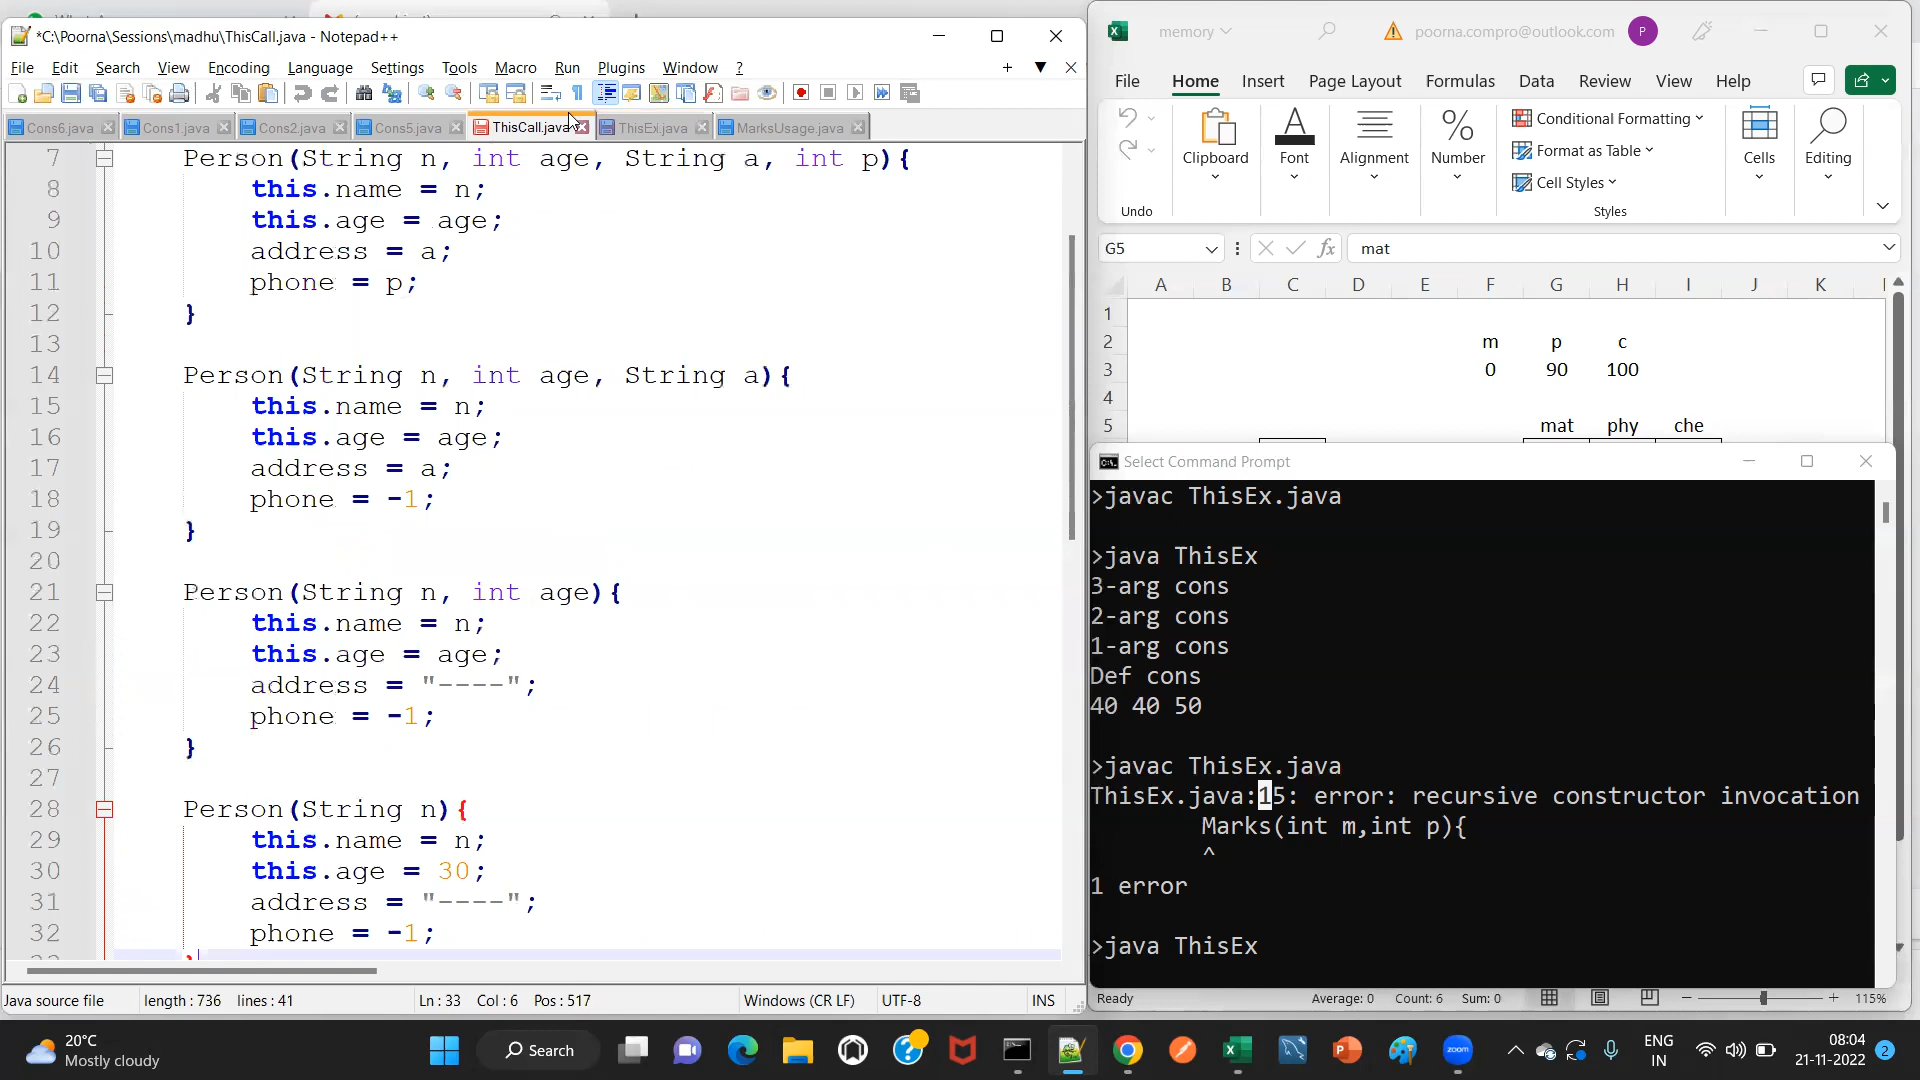 *C:\Poorna\Sessions\madhu\ThisCall.java - Notepad++
File Edit Search View Encoding Language Settings Tools Macro Run Plugins Window ?
Cons6.java Cons1.java Cons2.java Cons5.java ThisCall.java ThisEx.java MarksUsage.java
7 Person(String n, int age, String a, int p){
8 this.name = n;
9 this.age = age;
10 address = a;
11 phone = p;
12 }
13
14 Person(String n, int age, String a){
15 this.name = n;
16 this.age = age;
17 address = a;
18 phone = -1;
19 }
20
21 Person(String n, int age){
22 this.name = n;
23 this.age = age;
24 address = "----";
25 phone = -1;
26 }
27
28 Person(String n){
29 this.name = n;
30 this.age = 30;
31 address = "----";
32 phone = -1;
Java source file length : 736 lines : 41 Ln : 33 Col : 6 Pos : 517 Windows (CR LF) UTF-8 INS
memory poorna.compro@outlook.com P
File Home Insert Page Layout Formulas Data Review View Help
Clipboard Font Alignment Number Conditional Formatting Format as Table Cell Styles Cells Editing
Undo Styles
G5 fx mat
A B C D E F G H I J K
1
2 m p c
3 0 90 100
4
5 mat phy che
Select Command Prompt
>javac ThisEx.java
>java ThisEx
3-arg cons
2-arg cons
1-arg cons
Def cons
40 40 50
>javac ThisEx.java
ThisEx.java:15: error: recursive constructor invocation
Marks(int m,int p){
^
1 error
>java ThisEx
Ready Average: 0 Count: 6 Sum: 0 115%
20°C
Mostly cloudy
Search
zoom
ENG
IN
08:04
21-11-2022
2